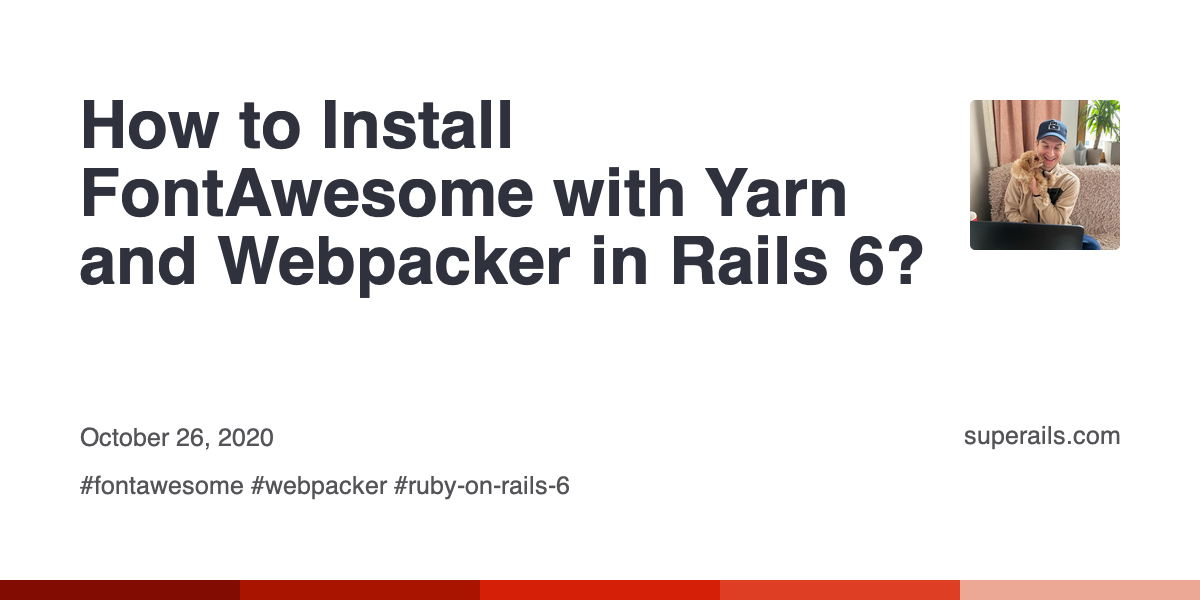 How to Install
FontAwesome with Yarn
and Webpacker in Rails 6?
October 26, 2020
superails.com
#fontawesome #webpacker #ruby-on-rails-6